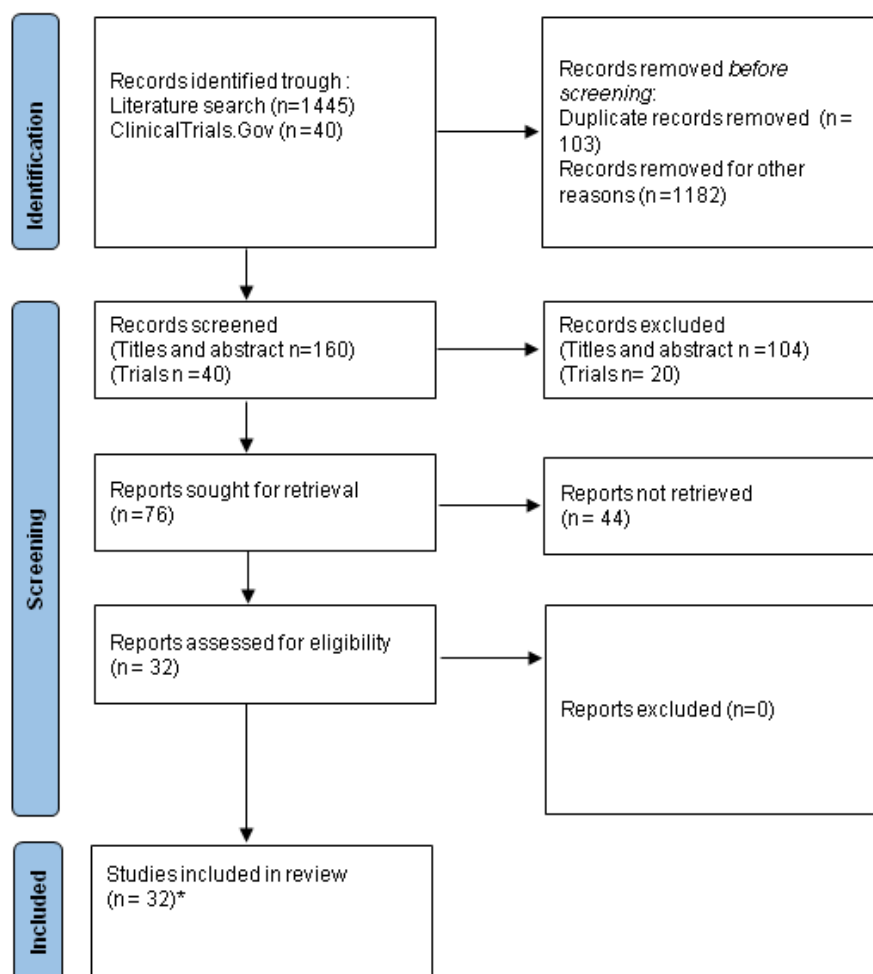 Identification
Records identified trough :
Literature search (n=1445)
ClinicalTrials.Gov (n=40)
Records removed before
screening:
Duplicate records removed (n=
103)
Records removed for other
reasons (n=1182)
Screening
Records screened
(Titles and abstract n=160)
(Trials n=40)
Records excluded
(Titles and abstract n=104)
(Trials n= 20)
Reports sought for retrieval
(n=76)
Reports not retrieved
(n= 44)
Reports assessed for eligibility
(n= 32)
Reports excluded (n=0)
Included
Studies included in review
(n= 32)*